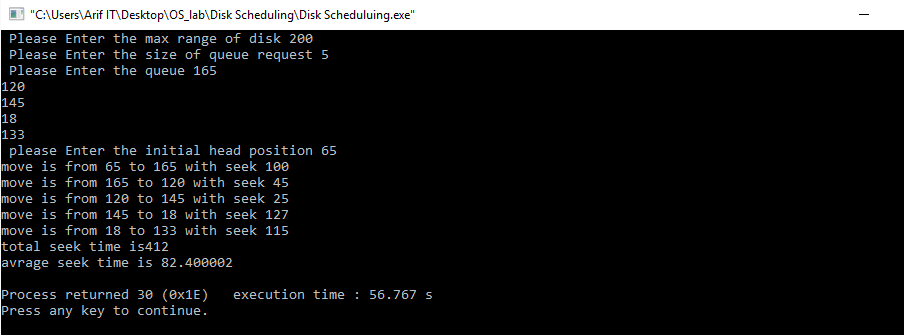 "C:\Users\Arif IT\Desktop\OS_lab\Disk Scheduling\Disk Scheduluing.exe"
Please Enter the max range of disk 200
Please Enter the size of queue request 5
Please Enter the queue 165
120
145
18
133
please Enter the initial head position 65
move is from 65 to 165 with seek 100
move is from 165 to 120 with seek 45
move is from 120 to 145 with seek 25
move is from 145 to 18 with seek 127
move is from 18 to 133 with seek 115
total seek time is412
avrage seek time is 82.400002
Process returned 30 (0x1E)   execution time : 56.767 s
Press any key to continue.